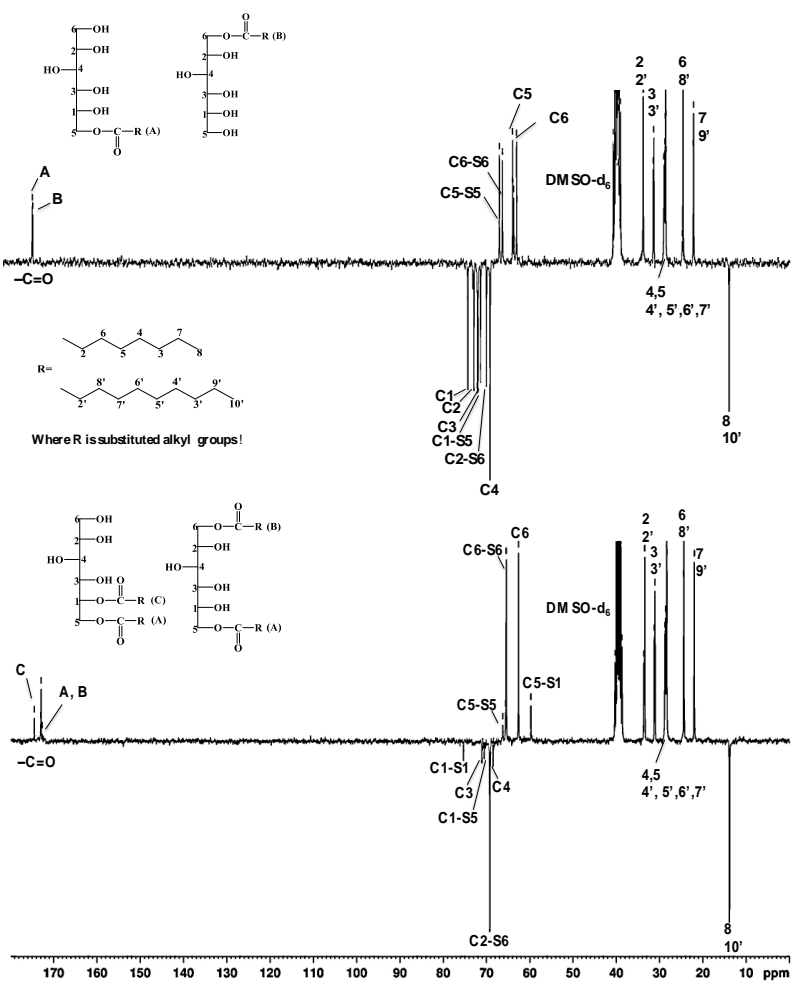 O
6 OH
6 O C R (B)
2 OH
2 OH
HO 4
HO 4
3 OH
3 OH
1 OH
1 OH
5 O C R (A)
5 OH
O
A
B
–C=O
C5
C6
C6-S6
C5-S5
DMSO-d6
2
2'
3
3'
6
8'
7
9'
4,5
4', 5',6',7'
8
10'
C1
C2
C3
C1-S5
C2-S6
C4
R=
6 4 7
2 5 3 8
8' 6' 4' 9'
2' 7' 5' 3' 10'
Where R is substituted alkyl groups!
O
6 OH
6 O C R (B)
2 OH
2 OH
HO 4
HO 4
3 OH O
3 OH
1 O C R (C)
1 OH
5 O C R (A)
5 O C R (A)
O
O
C
A, B
–C=O
C6-S6
C6
C5-S5
C5-S1
DMSO-d6
2
2'
3
3'
6
8'
7
9'
4,5
4', 5',6',7'
8
10'
C1-S1
C3
C4
C1-S5
C2-S6
170 160 150 140 130 120 110 100 90 80 70 60 50 40 30 20 10 ppm